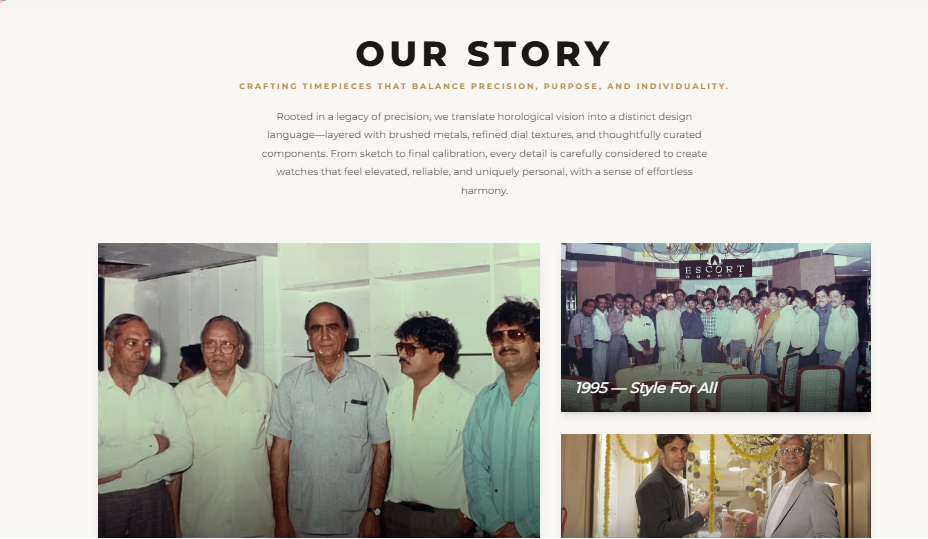 OUR STORY
CRAFTING TIMEPIECES THAT BALANCE PRECISION, PURPOSE, AND INDIVIDUALITY.
Rooted in a legacy of precision, we translate horological vision into a distinct design
language—layered with brushed metals, refined dial textures, and thoughtfully curated
components. From sketch to final calibration, every detail is carefully considered to create
watches that feel elevated, reliable, and uniquely personal, with a sense of effortless
harmony.
ESCORT
QUARTZ
1995 — Style For All